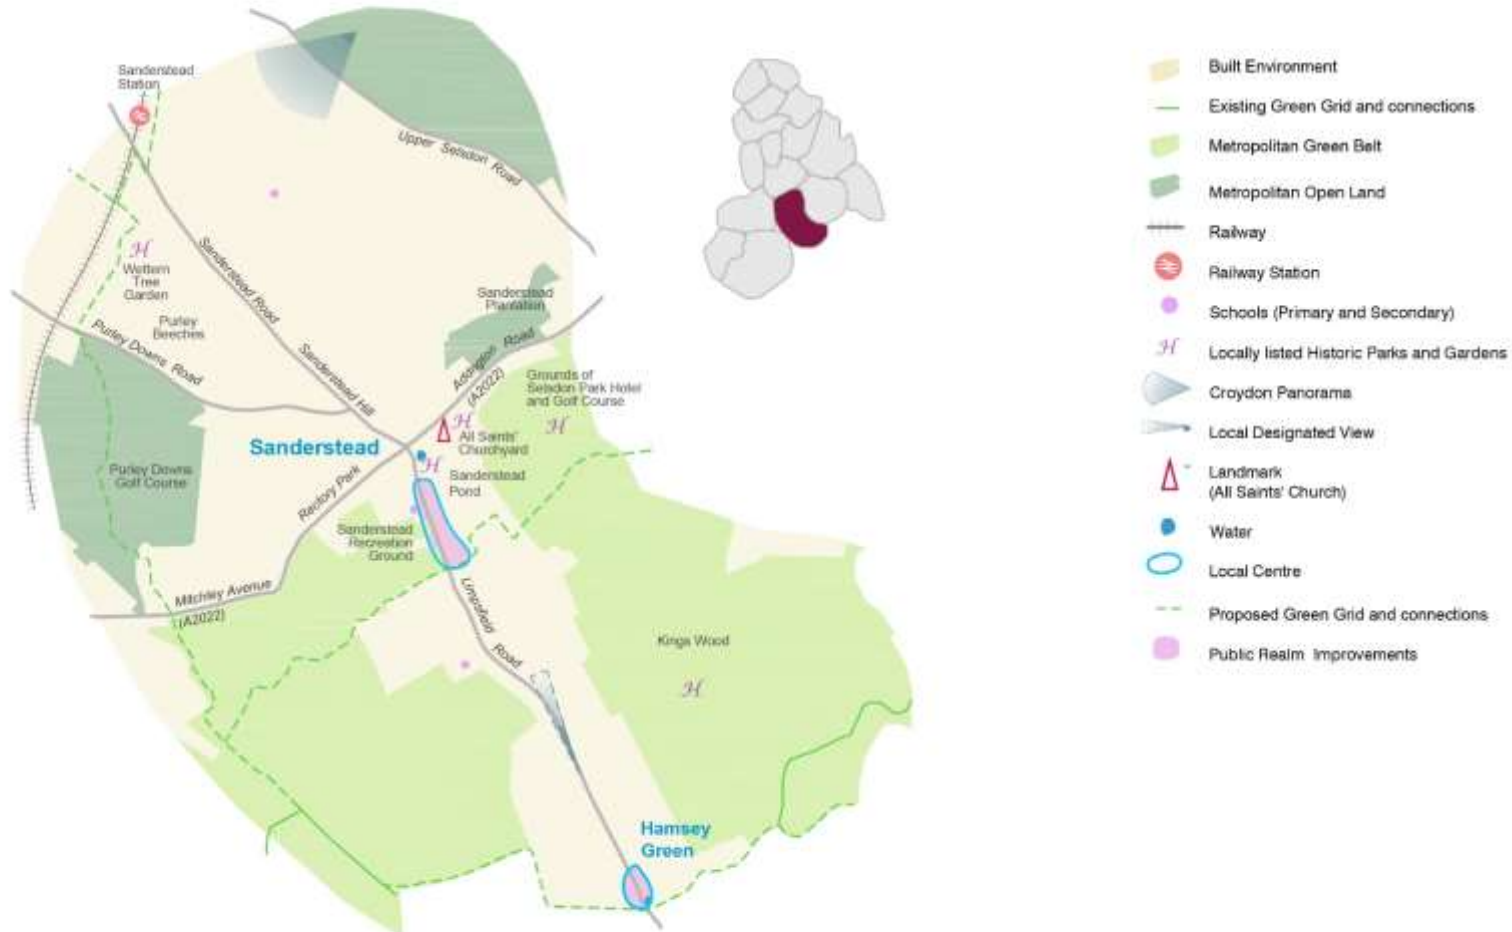 Sanderstead
Station
Upper Selsdon Road
Sanderstead Road
H
Wettern
Tree
Garden
Purley
Beeches
Purley Downs Road
Sanderstead Hill
Sanderstead
Plantation
Addington Road
(A2022)
Grounds of
Selsdon Park Hotel
and Golf Course
H
H
All Saints'
Churchyard
Sanderstead
H
Sanderstead
Pond
Purley Downs
Golf Course
Rectory Park
Sanderstead
Recreation
Ground
Mitchley Avenue
(A2022)
Limpsfield Road
Kings Wood
H
Hamsey
Green
Built Environment
Existing Green Grid and connections
Metropolitan Green Belt
Metropolitan Open Land
Railway
Railway Station
Schools (Primary and Secondary)
H Locally listed Historic Parks and Gardens
Croydon Panorama
Local Designated View
Landmark
(All Saints' Church)
Water
Local Centre
Proposed Green Grid and connections
Public Realm Improvements